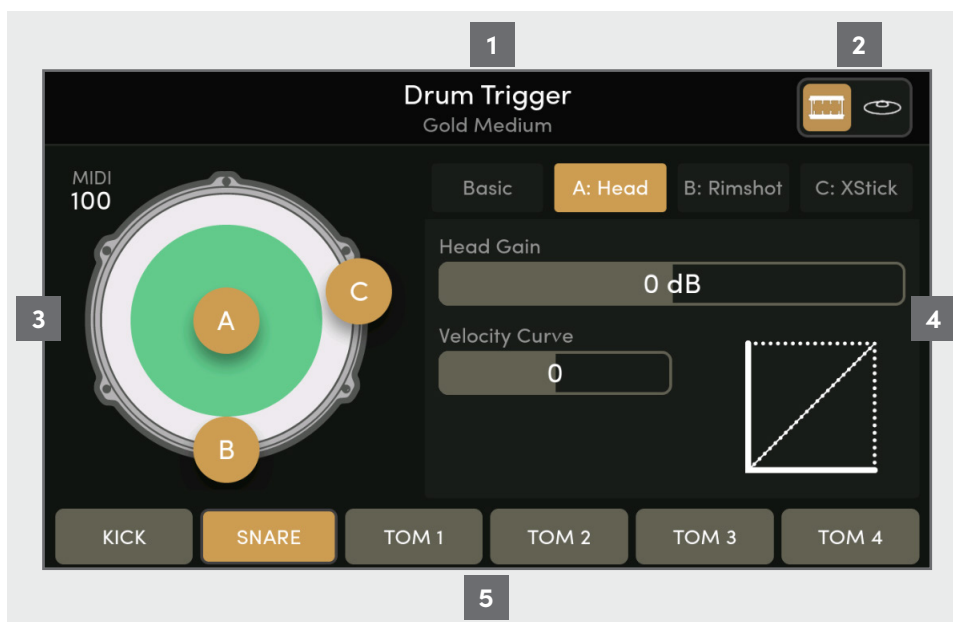 1
2
Drum Trigger
Gold Medium
MIDI
100
Basic
A: Head
B: Rimshot
C: XStick
Head Gain
0 dB
Velocity Curve
0
A
B
C
3
4
KICK
SNARE
TOM 1
TOM 2
TOM 3
TOM 4
5